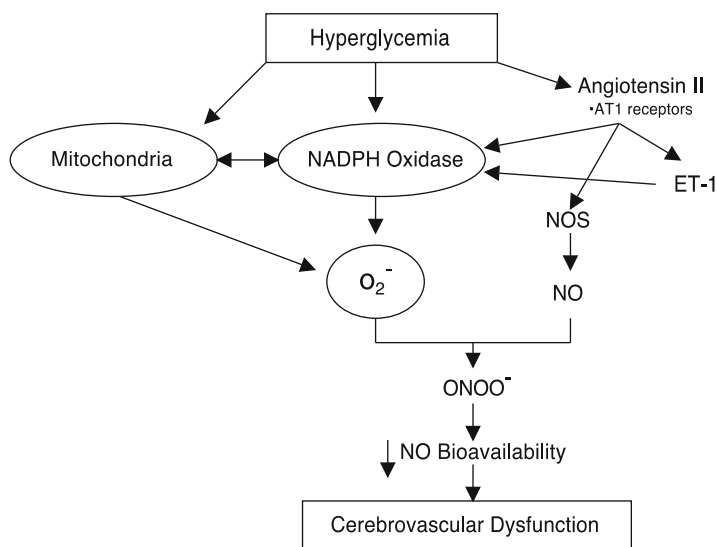 Hyperglycemia
Angiotensin II
•AT1 receptors
Mitochondria
NADPH Oxidase
ET-1
NOS
O₂⁻
NO
ONOO⁻
NO Bioavailability
Cerebrovascular Dysfunction